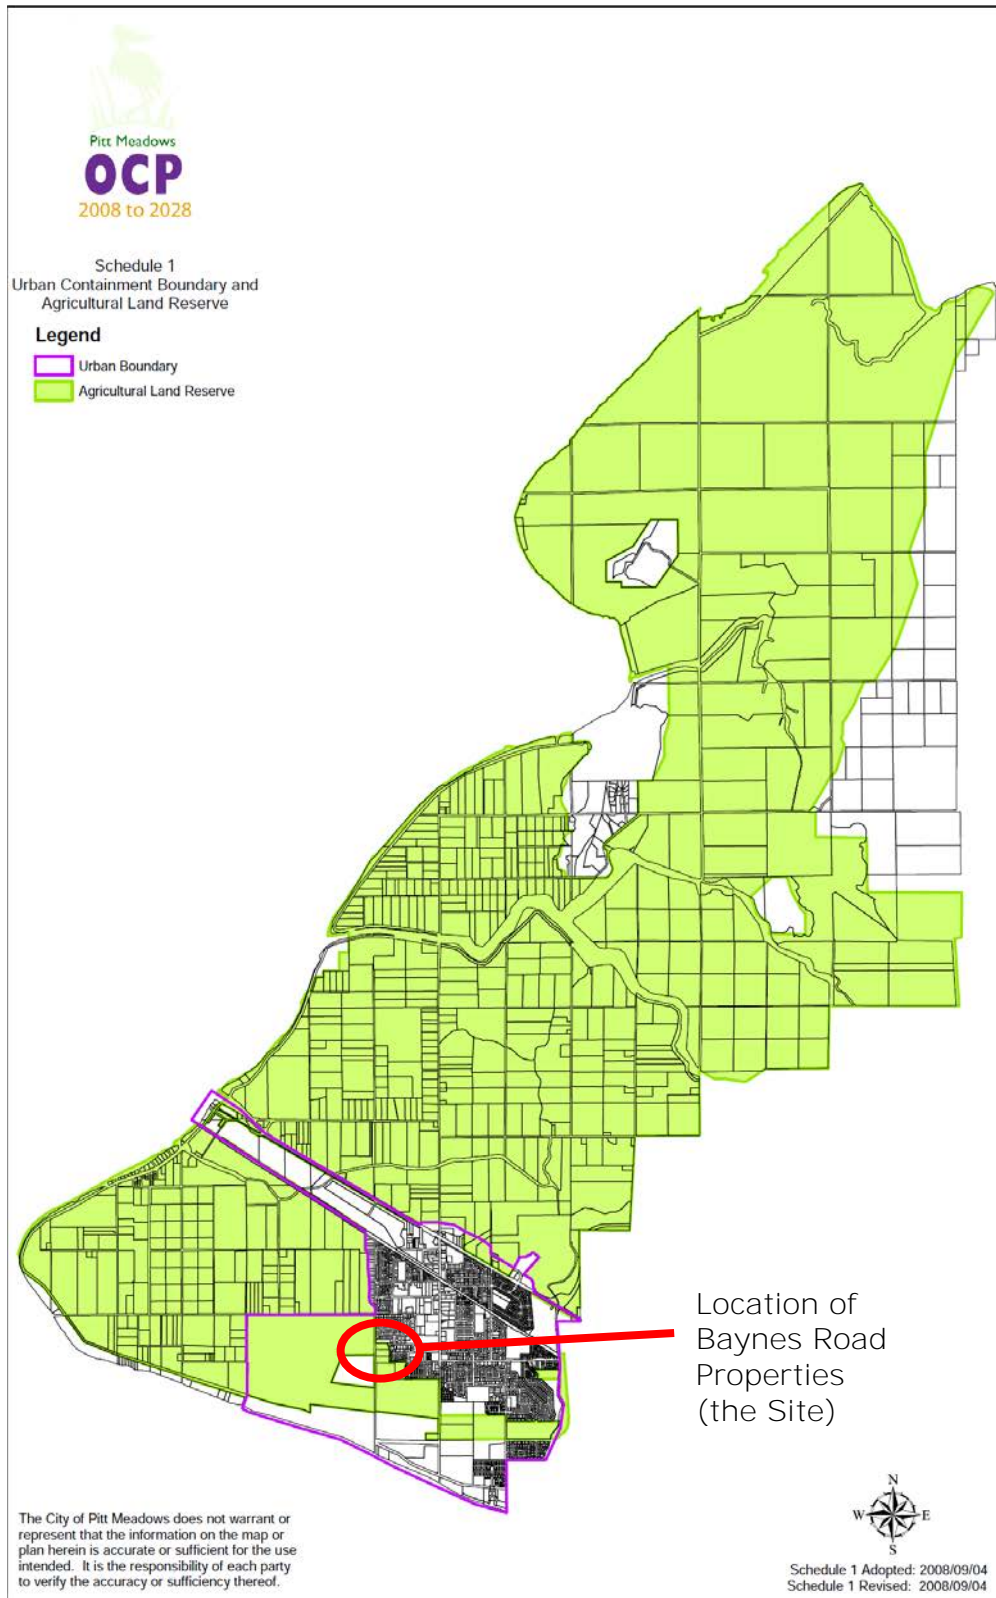 Pitt Meadows
OCP
2008 to 2028
Schedule 1
Urban Containment Boundary and
Agricultural Land Reserve
Legend
Urban Boundary
Agricultural Land Reserve
Location of
Baynes Road
Properties
(the Site)
N
W E
S
The City of Pitt Meadows does not warrant or
represent that the information on the map or
plan herein is accurate or sufficient for the use
intended. It is the responsibility of each party
to verify the accuracy or sufficiency thereof.
Schedule 1 Adopted: 2008/09/04
Schedule 1 Revised: 2008/09/04